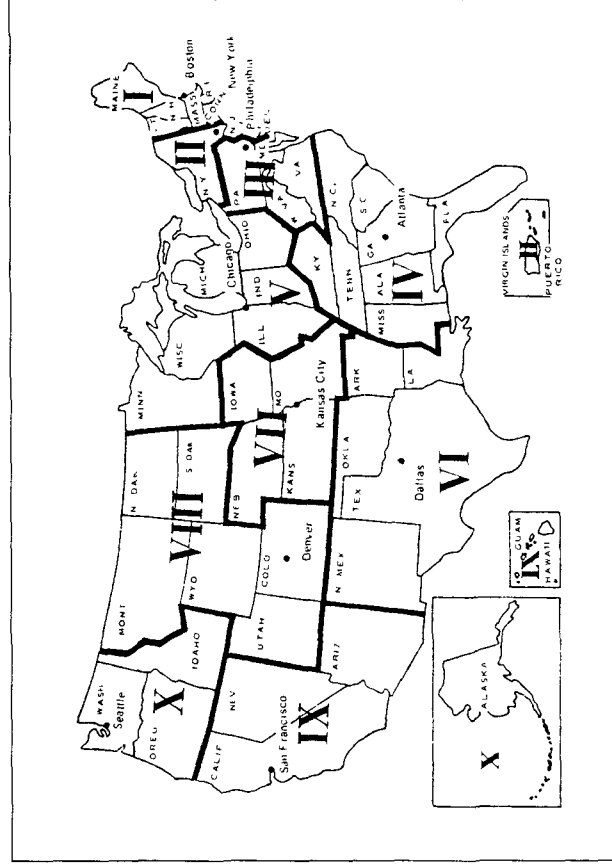 MAINE
I
N H
MASS
Boston
New York
Philadelphia
II
N Y
N J
PA
III
VA
WASH
Seattle
OREG
X
IDAHO
MONT
N DAK
S DAK
VIII
WYO
MINN
WISC
MICH
Chicago
IOWA
ILL
IND
OHIO
V
NEB
VII
KANS
MO
Kansas City
KY
TENN
N.C.
S C
Atlanta
GA
ALA
MISS
IV
FLA
CALIF
NEV
San Francisco
IX
UTAH
COLO
Denver
ARIZ
N MEX
TEX
OKLA
ARK
LA
Dallas
VI
X
ALASKA
IX
GUAM
HAWAII
VIRGIN ISLANDS
II
PUERTO
RICO